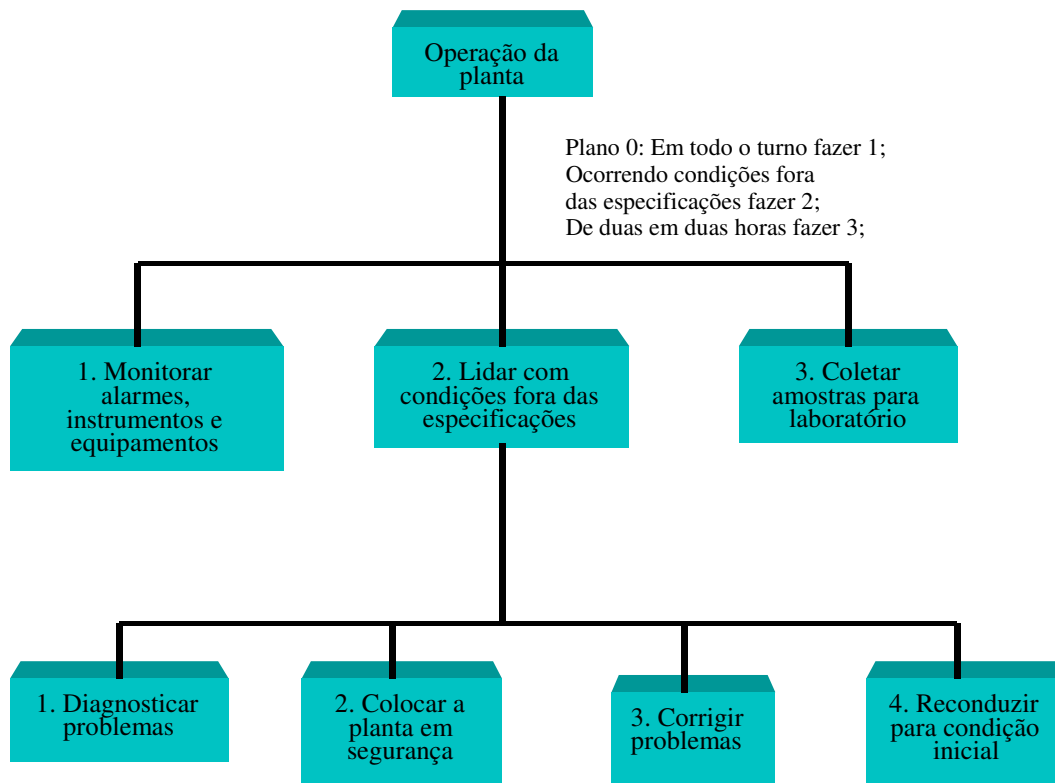 Operação da
planta
Plano 0: Em todo o turno fazer 1;
Ocorrendo condições fora
das especificações fazer 2;
De duas em duas horas fazer 3;
1. Monitorar
alarmes,
instrumentos e
equipamentos
2. Lidar com
condições fora das
especificações
3. Coletar
amostras para
laboratório
1. Diagnosticar
problemas
2. Colocar a
planta em
segurança
3. Corrigir
problemas
4. Reconduzir
para condição
inicial